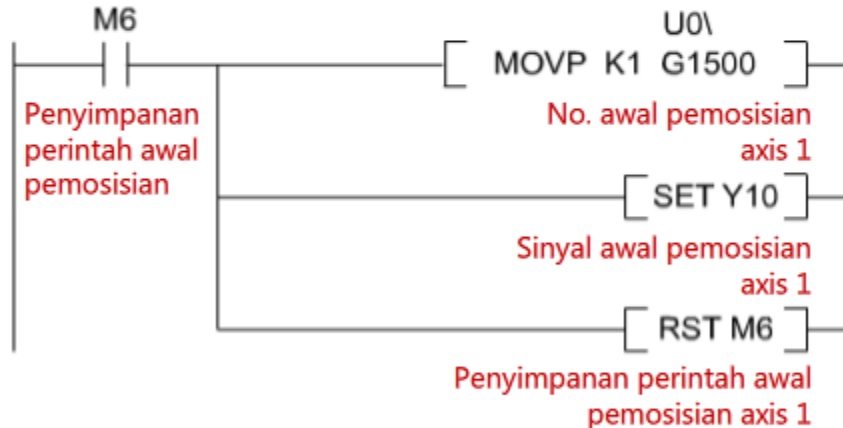 M6
U0\
MOVP K1 G1500
Penyimpanan
perintah awal
pemosisian
No. awal pemosisian
axis 1
SET Y10
Sinyal awal pemosisian
axis 1
RST M6
Penyimpanan perintah awal
pemosisian axis 1